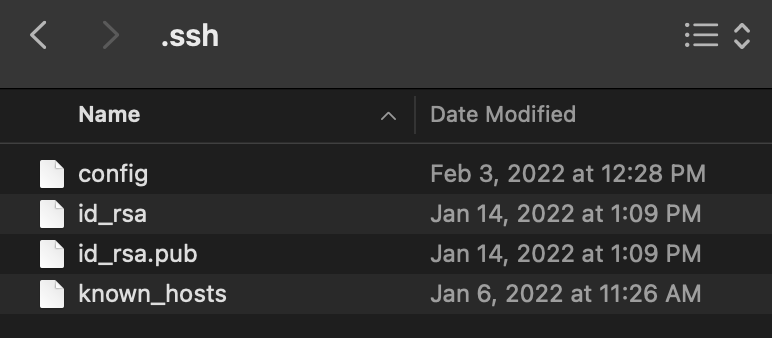 .ssh
Name Date Modified
config Feb 3, 2022 at 12:28 PM
id_rsa Jan 14, 2022 at 1:09 PM
id_rsa.pub Jan 14, 2022 at 1:09 PM
known_hosts Jan 6, 2022 at 11:26 AM